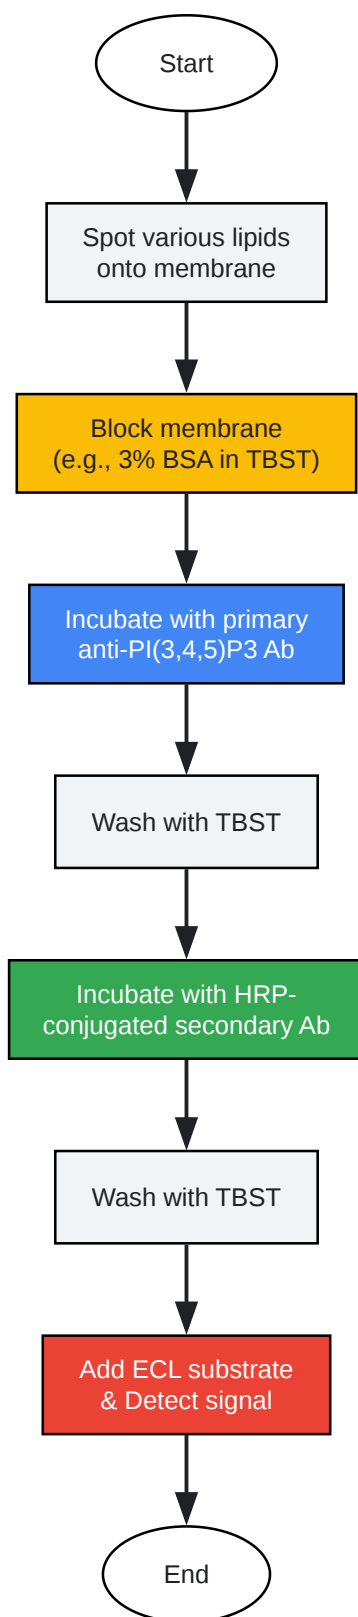 Start
Spot various lipids
onto membrane
Block membrane
(e.g., 3% BSA in TBST)
Incubate with primary
anti-PI(3,4,5)P3 Ab
Wash with TBST
Incubate with HRP-
conjugated secondary Ab
Wash with TBST
Add ECL substrate
& Detect signal
End